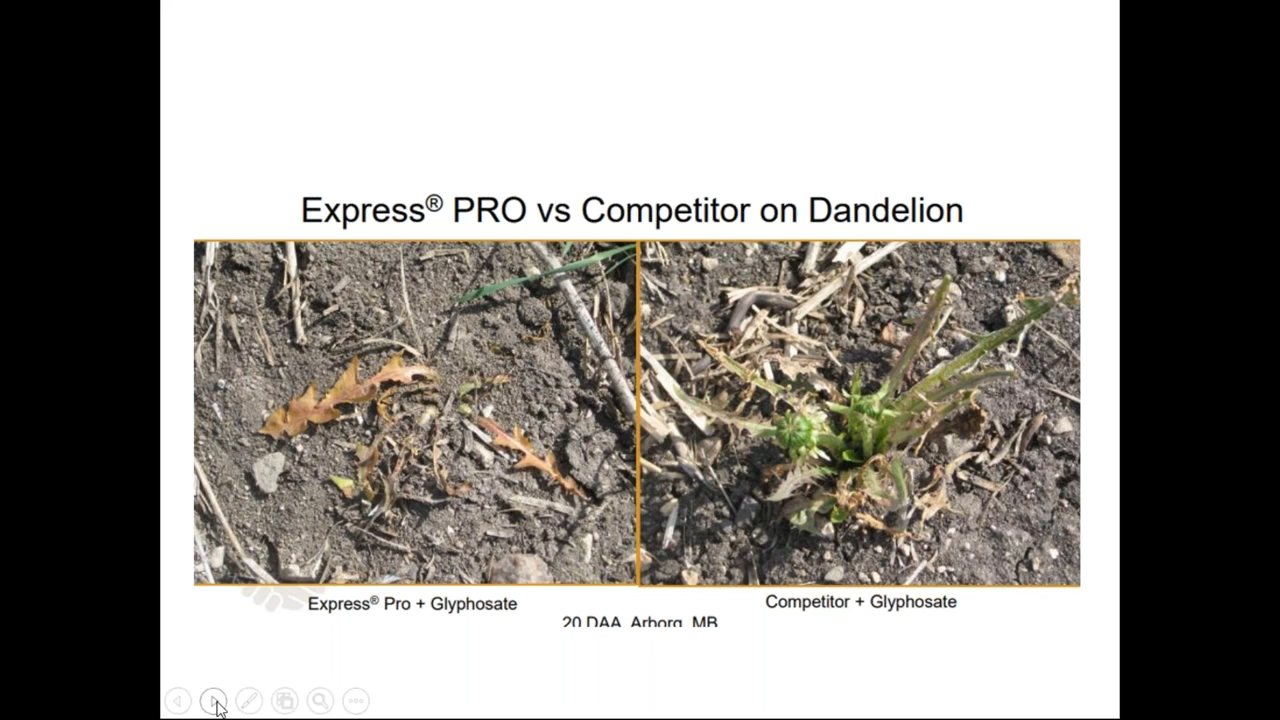 Express® PRO vs Competitor on Dandelion
Express® Pro + Glyphosate
Competitor + Glyphosate
20 DAA, Arborg, MB